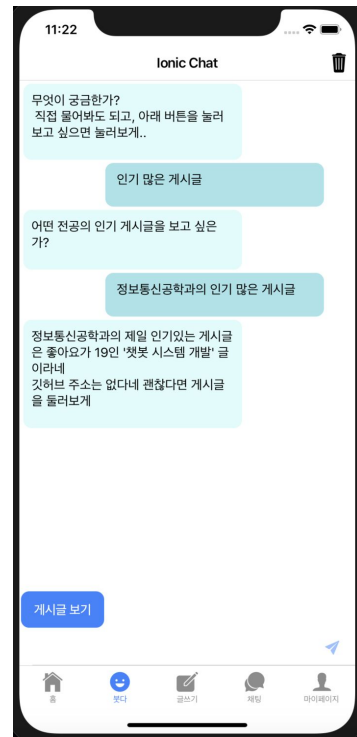 11:22
Ionic Chat
무엇이 궁금한가?
직접 물어봐도 되고, 아래 버튼을 눌러
보고 싶으면 눌러보게..
인기 많은 게시글
어떤 전공의 인기 게시글을 보고 싶은
가?
정보통신공학과의 인기 많은 게시글
정보통신공학과의 제일 인기있는 게시글
은 좋아요가 19인 '챗봇 시스템 개발' 글
이라네
깃허브 주소는 없다네 괜찮다면 게시글
을 둘러보게
게시글 보기
홈
봇다
글쓰기
채팅
마이페이지